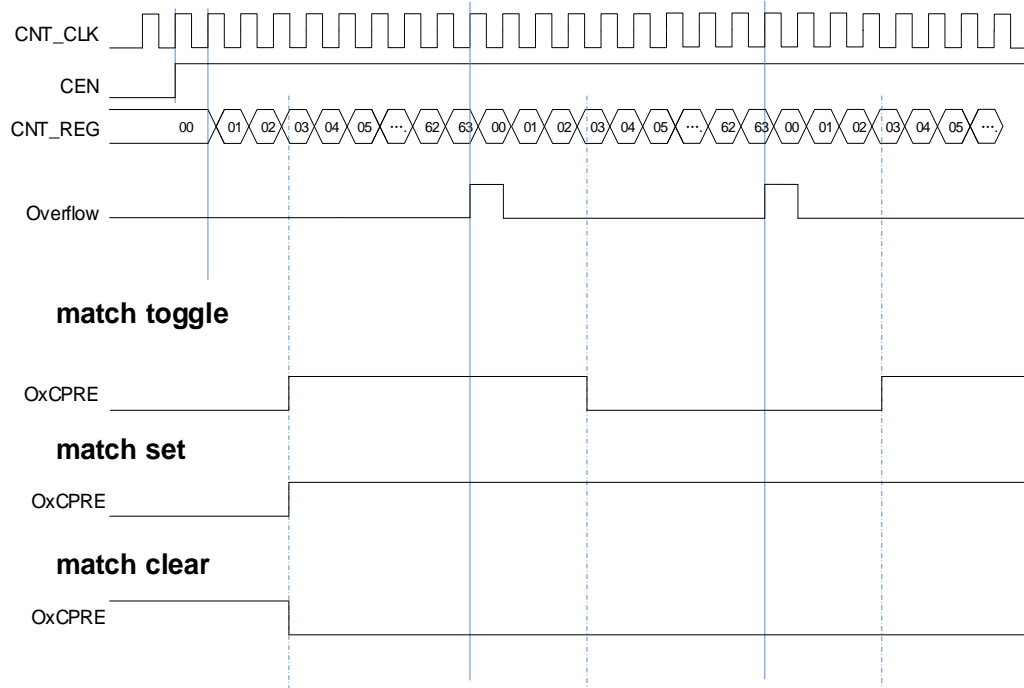 CNT_CLK
CEN
CNT_REG 00 01 02 03 04 05 ···. 62 63 00 01 02 03 04 05 ···. 62 63 00 01 02 03 04 05 ···.
Overflow
match toggle
OxCPRE
match set
OxCPRE
match clear
OxCPRE